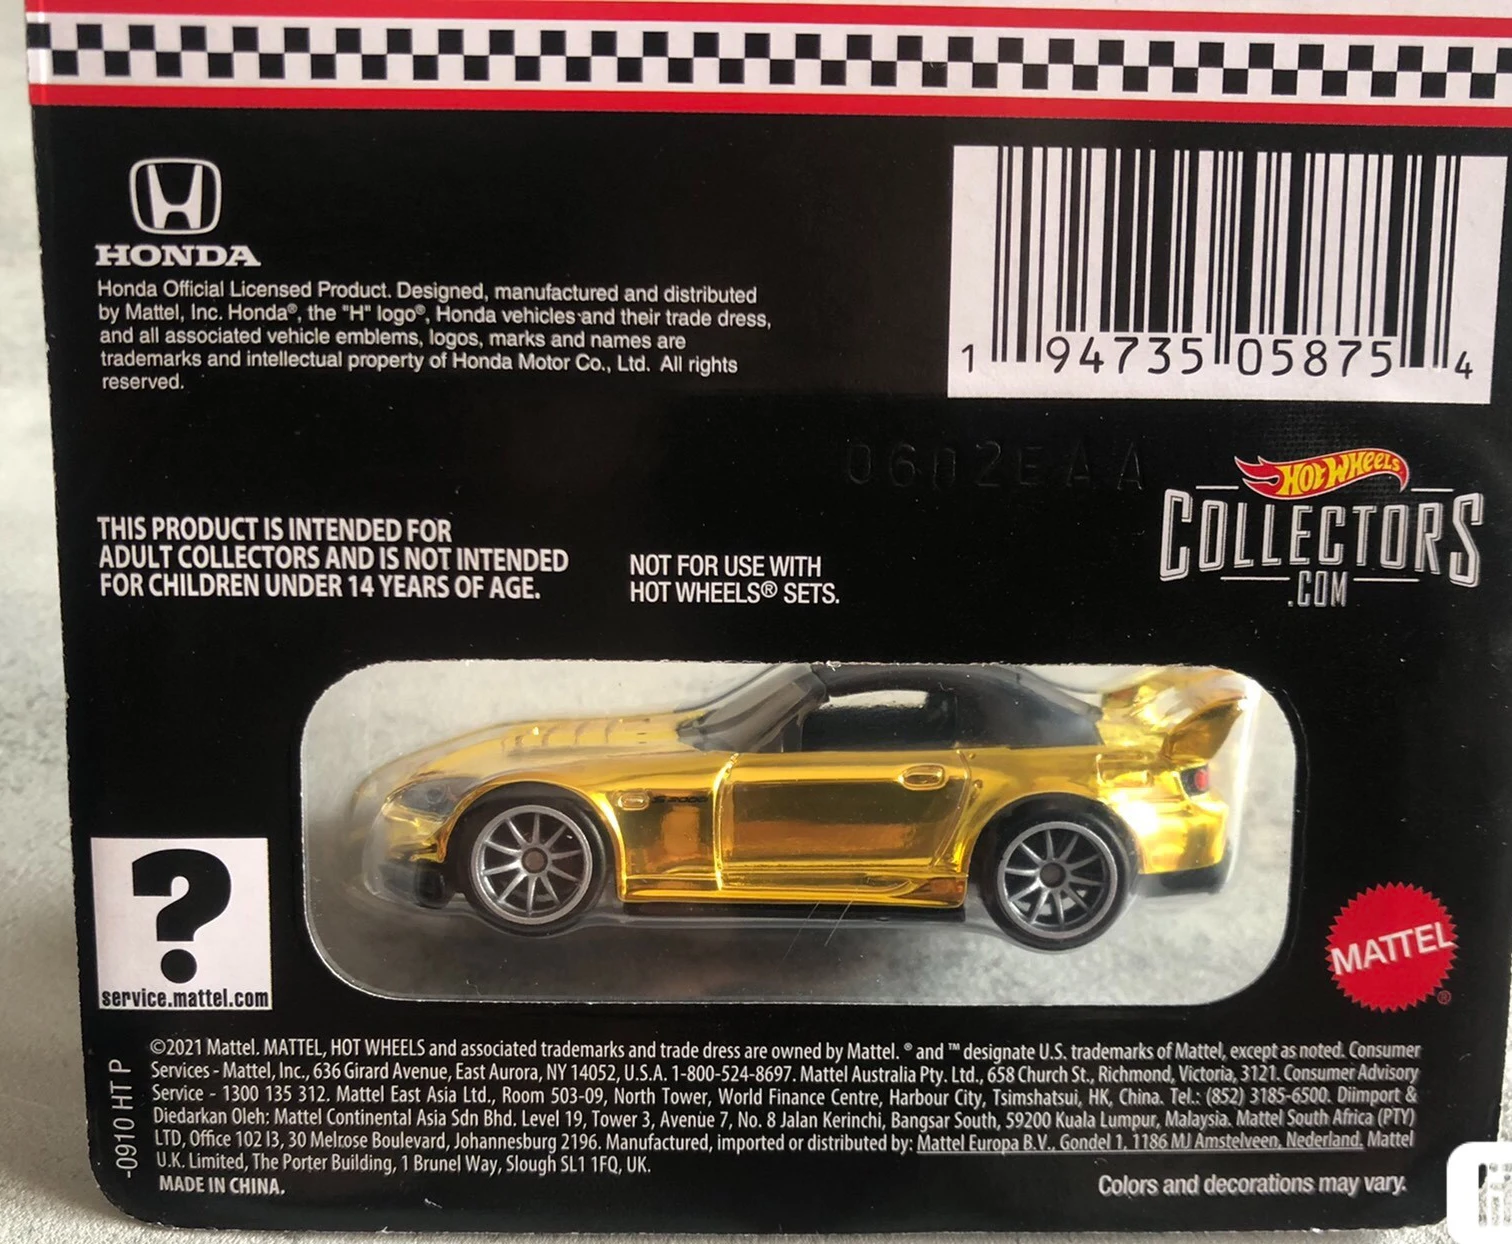 HONDA
Honda Official Licensed Product. Designed, manufactured and distributed
by Mattel, Inc. Honda®, the "H" logo®, Honda vehicles and their trade dress,
and all associated vehicle emblems, logos, marks and names are
trademarks and intellectual property of Honda Motor Co., Ltd. All rights
reserved.
1 94735 05875 4
HOT WHEELS
COLLECTORS
.COM
THIS PRODUCT IS INTENDED FOR
ADULT COLLECTORS AND IS NOT INTENDED
FOR CHILDREN UNDER 14 YEARS OF AGE.
NOT FOR USE WITH
HOT WHEELS® SETS.
S2000
?
service.mattel.com
MATTEL®
-0910 HT P
©2021 Mattel. MATTEL, HOT WHEELS and associated trademarks and trade dress are owned by Mattel. ® and ™ designate U.S. trademarks of Mattel, except as noted. Consumer
Services - Mattel, Inc., 636 Girard Avenue, East Aurora, NY 14052, U.S.A. 1-800-524-8697. Mattel Australia Pty. Ltd., 658 Church St., Richmond, Victoria, 3121. Consumer Advisory
Service - 1300 135 312. Mattel East Asia Ltd., Room 503-09, North Tower, World Finance Centre, Harbour City, Tsimshatsui, HK, China. Tel.: (852) 3185-6500. Diimport &
Diedarkan Oleh: Mattel Continental Asia Sdn Bhd. Level 19, Tower 3, Avenue 7, No. 8 Jalan Kerinchi, Bangsar South, 59200 Kuala Lumpur, Malaysia. Mattel South Africa (PTY)
LTD, Office 102 I3, 30 Melrose Boulevard, Johannesburg 2196. Manufactured, imported or distributed by: Mattel Europa B.V., Gondel 1, 1186 MJ Amstelveen, Nederland. Mattel
U.K. Limited, The Porter Building, 1 Brunel Way, Slough SL1 1FQ, UK.
MADE IN CHINA.
Colors and decorations may vary.